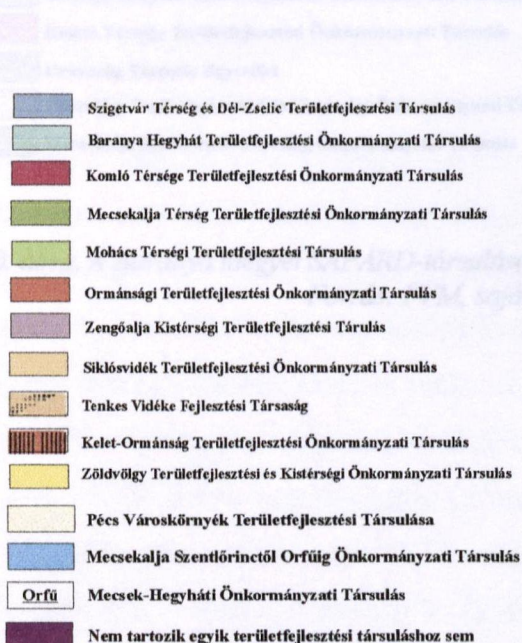 Szigetvár Térség és Dél-Zselic Területfejlesztési Társulás
Baranya Hegyhát Területfejlesztési Önkormányzati Társulás
Komló Térsége Területfejlesztési Önkormányzati Társulás
Mecsekalja Térség Területfejlesztési Önkormányzati Társulás
Mohács Térségi Területfejlesztési Társulás
Ormánsági Területfejlesztési Önkormányzati Társulás
Zengőalja Kistérségi Területfejlesztési Tárulás
Siklósvidék Területfejlesztési Önkormányzati Társulás
Tenkes Vidéke Fejlesztési Társaság
Kelet-Ormánság Területfejlesztési Önkormányzati Társulás
Zöldvölgy Területfejlesztési és Kistérségi Önkormányzati Társulás
Pécs Városkörnyék Területfejlesztési Társulása
Mecsekalja Szentlőrinctől Orfűig Önkormányzati Társulás
Orfű Mecsek-Hegyháti Önkormányzati Társulás
Nem tartozik egyik területfejlesztési társuláshoz sem